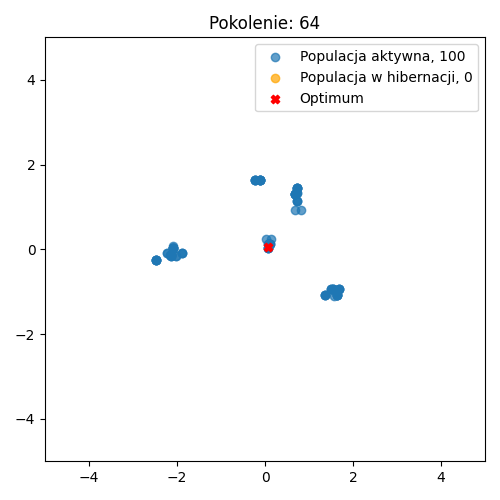 Pokolenie: 64
Populacja aktywna, 100
Populacja w hibernacji, 0
Optimum
4
2
0
−2
−4
−4 −2 0 2 4